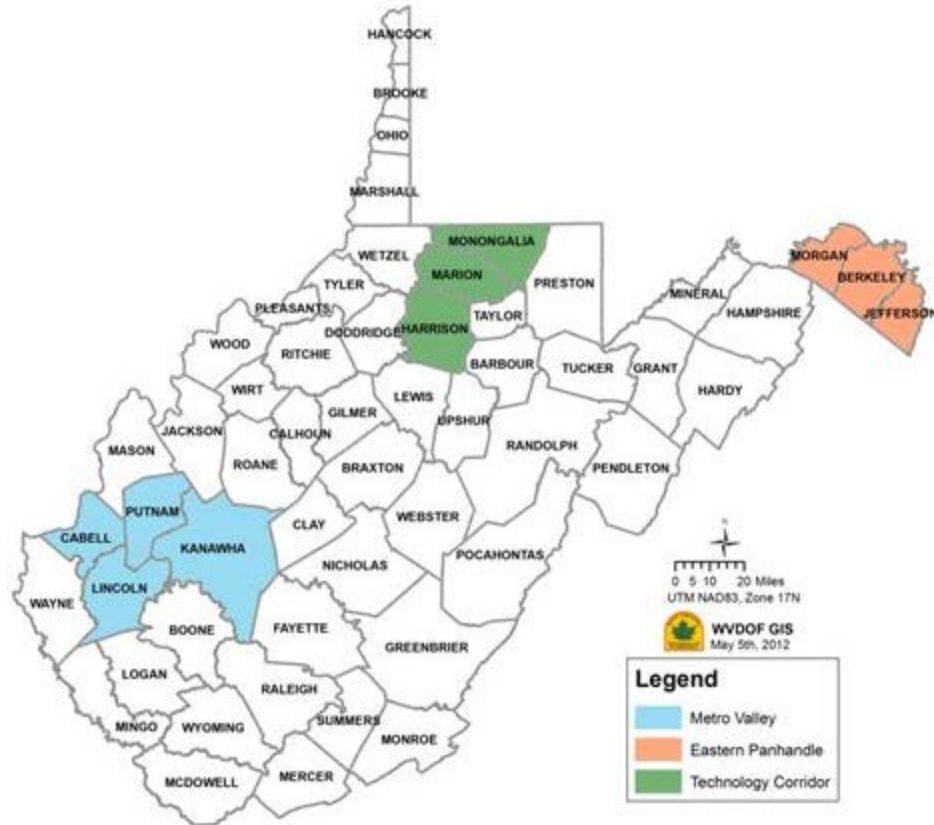 HANCOCK
BROOKE
OHIO
MARSHALL
WETZEL
MONONGALIA
MORGAN
MARION
BERKELEY
TYLER
PRESTON
MINERAL
PLEASANTS
TAYLOR
HAMPSHIRE
JEFFERSON
DODDRIDGE
HARRISON
WOOD
RITCHIE
BARBOUR
TUCKER
GRANT
WIRT
LEWIS
HARDY
GILMER
UPSHUR
JACKSON
CALHOUN
RANDOLPH
MASON
ROANE
BRAXTON
PENDLETON
PUTNAM
WEBSTER
CLAY
CABELL
KANAWHA
POCAHONTAS
NICHOLAS
LINCOLN
WAYNE
BOONE
FAYETTE
GREENBRIER
LOGAN
RALEIGH
SUMMERS
MINGO
WYOMING
MONROE
MERCER
MCDOWELL
N
0 5 10 20 Miles
UTM NAD83, Zone 17N
WVDOF GIS
May 5th, 2012
Legend
Metro Valley
Eastern Panhandle
Technology Corridor